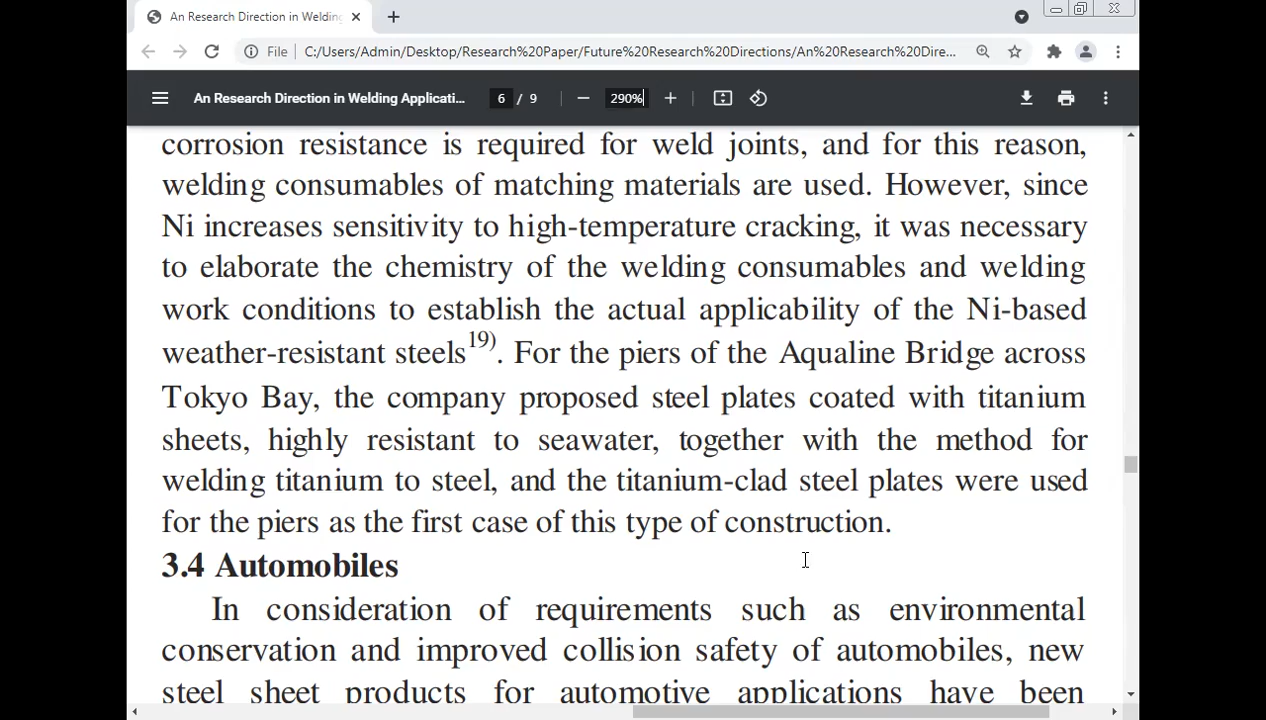 An Research Direction in Welding
File C:/Users/Admin/Desktop/Research%20Paper/Future%20Research%20Directions/An%20Research%20Dire...
An Research Direction in Welding Applicati... 6 / 9 290%
corrosion resistance is required for weld joints, and for this reason,
welding consumables of matching materials are used. However, since
Ni increases sensitivity to high-temperature cracking, it was necessary
to elaborate the chemistry of the welding consumables and welding
work conditions to establish the actual applicability of the Ni-based
weather-resistant steels19). For the piers of the Aqualine Bridge across
Tokyo Bay, the company proposed steel plates coated with titanium
sheets, highly resistant to seawater, together with the method for
welding titanium to steel, and the titanium-clad steel plates were used
for the piers as the first case of this type of construction.
3.4 Automobiles
In consideration of requirements such as environmental
conservation and improved collision safety of automobiles, new
steel sheet products for automotive applications have been